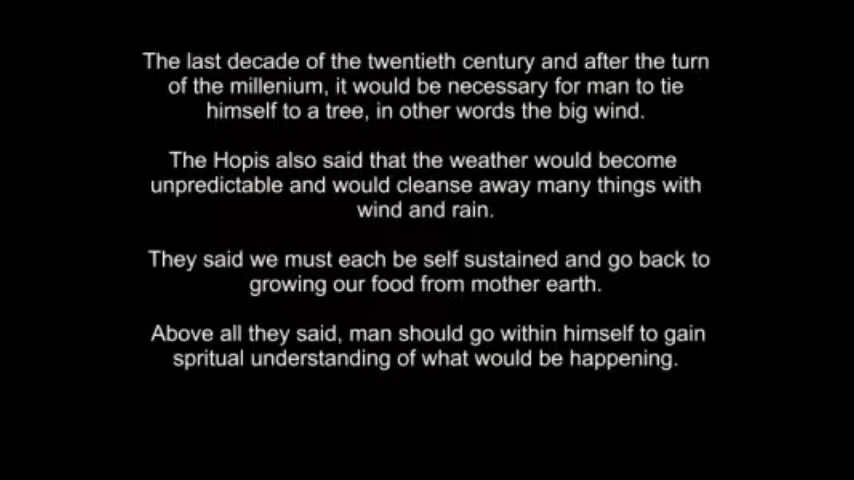 The last decade of the twentieth century and after the turn
of the millenium, it would be necessary for man to tie
himself to a tree, in other words the big wind.
The Hopis also said that the weather would become
unpredictable and would cleanse away many things with
wind and rain.
They said we must each be self sustained and go back to
growing our food from mother earth.
Above all they said, man should go within himself to gain
spritual understanding of what would be happening.